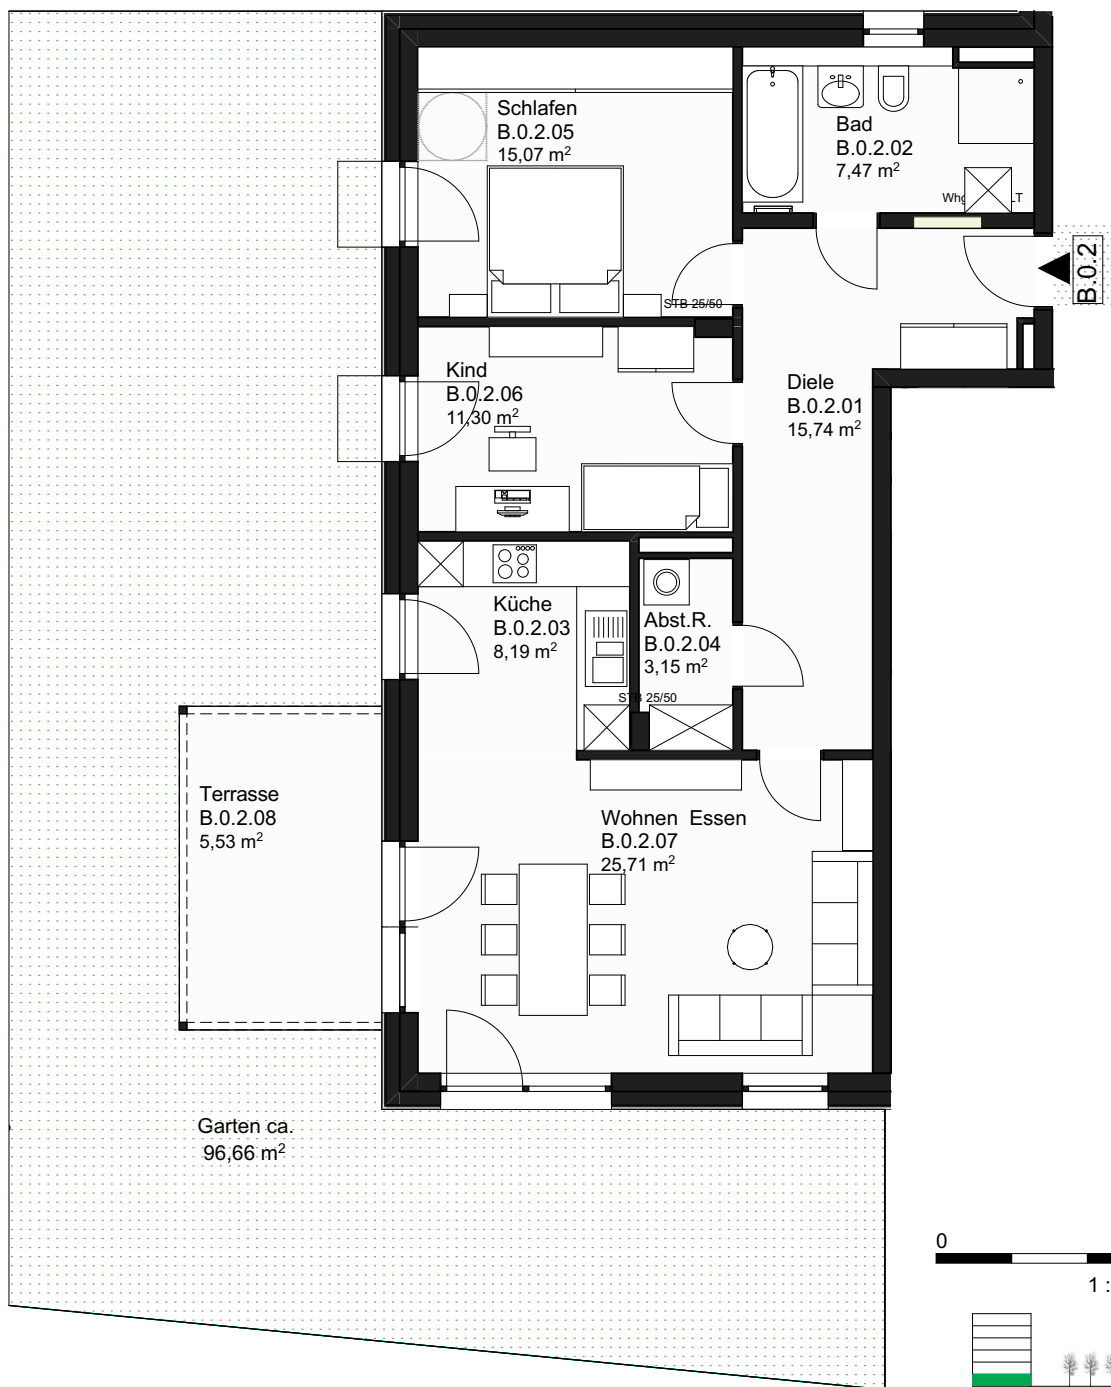 Schlafen
B.0.2.05
15,07 m²
Bad
B.0.2.02
7,47 m²
STB 25/50
B.0.2
Kind
B.0.2.06
11,30 m²
Diele
B.0.2.01
15,74 m²
Küche
B.0.2.03
8,19 m²
Abst.R.
B.0.2.04
3,15 m²
STB 25/50
Terrasse
B.0.2.08
5,53 m²
Wohnen Essen
B.0.2.07
25,71 m²
Garten ca.
96,66 m²
0
1 :